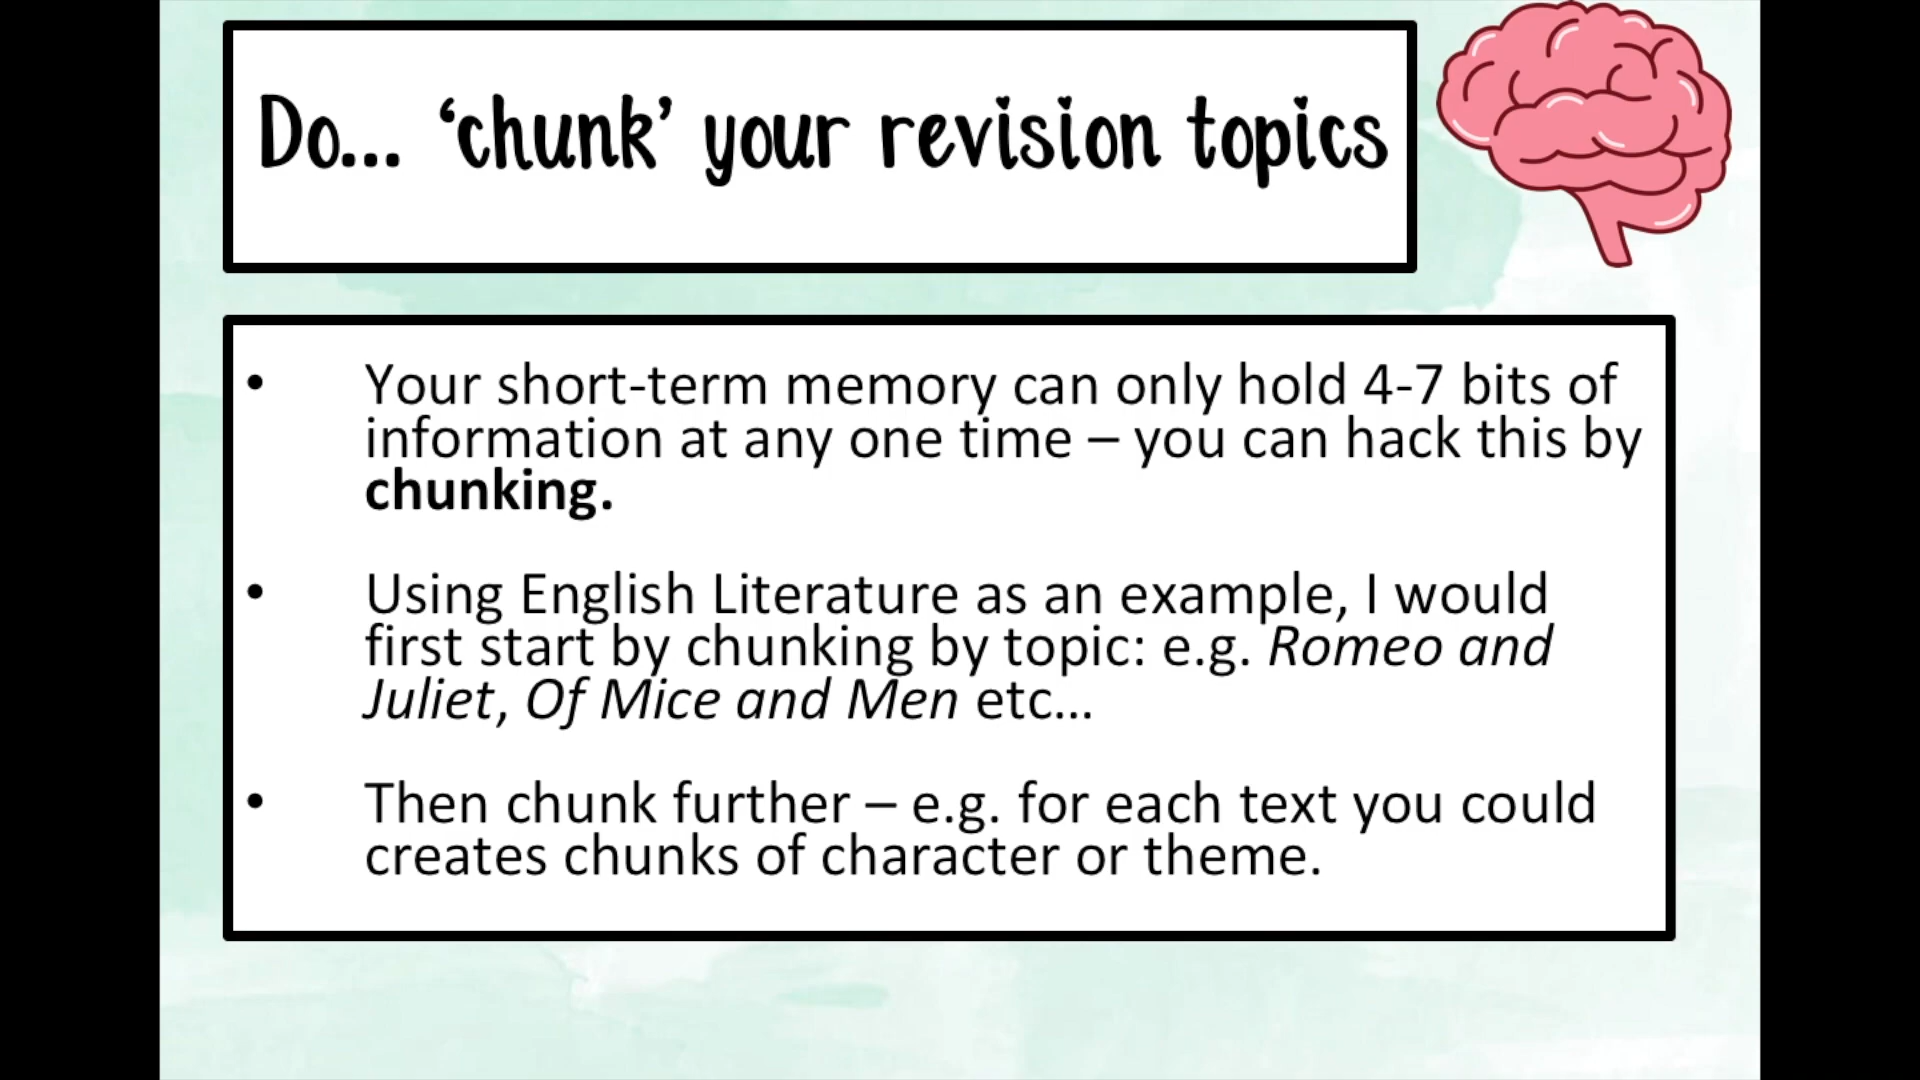 Do... ‘chunk’ your revision topics
• Your short-term memory can only hold 4-7 bits of
information at any one time – you can hack this by
chunking.
• Using English Literature as an example, I would
first start by chunking by topic: e.g. Romeo and
Juliet, Of Mice and Men etc...
• Then chunk further – e.g. for each text you could
creates chunks of character or theme.